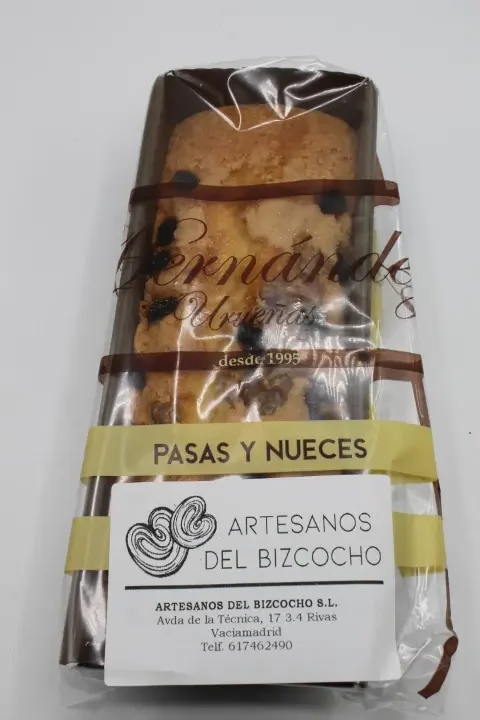 Fernández
& Urueñas
desde 1995
PASAS Y NUECES
ARTESANOS
DEL BIZCOCHO
ARTESANOS DEL BIZCOCHO S.L.
Avda de la Técnica, 17 3.4 Rivas
Vaciamadrid
Telf. 617462490